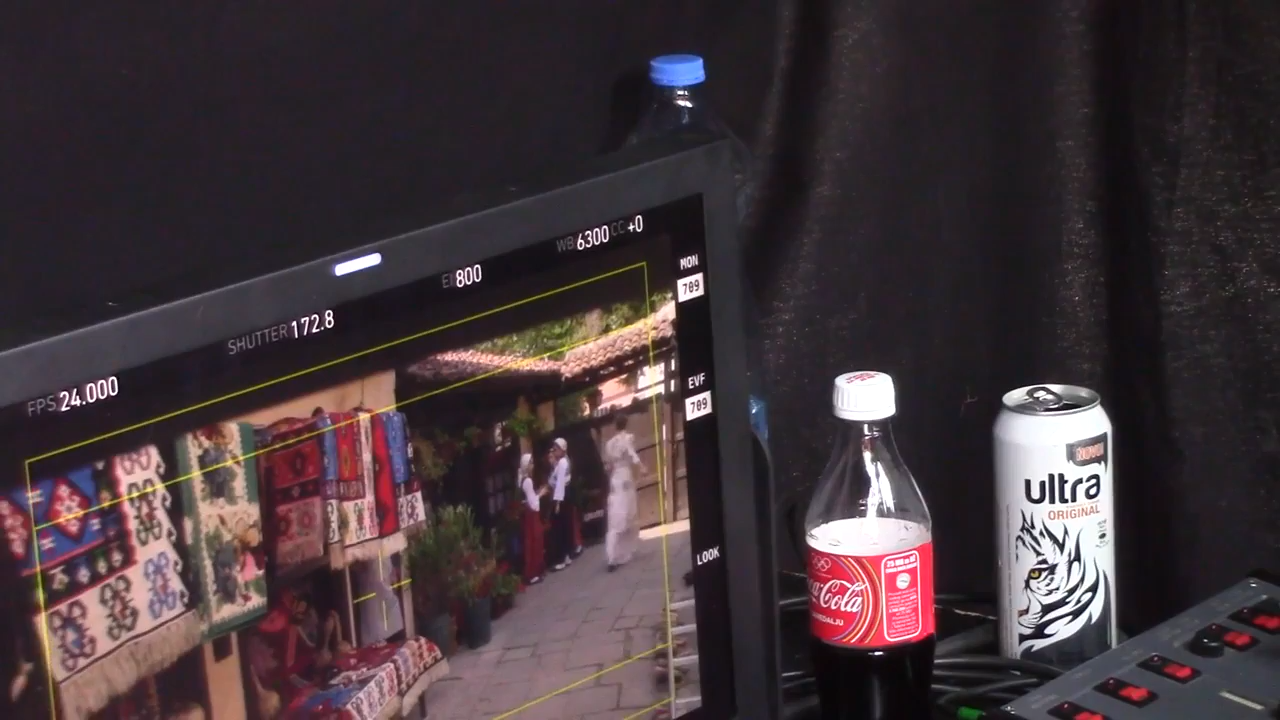 FPS 24.000
SHUTTER 172.8
EI 800
WB 6300 CC +0
MON
709
EVF
709
LOOK
Coca-Cola
NOVO!
ultra
ORIGINAL